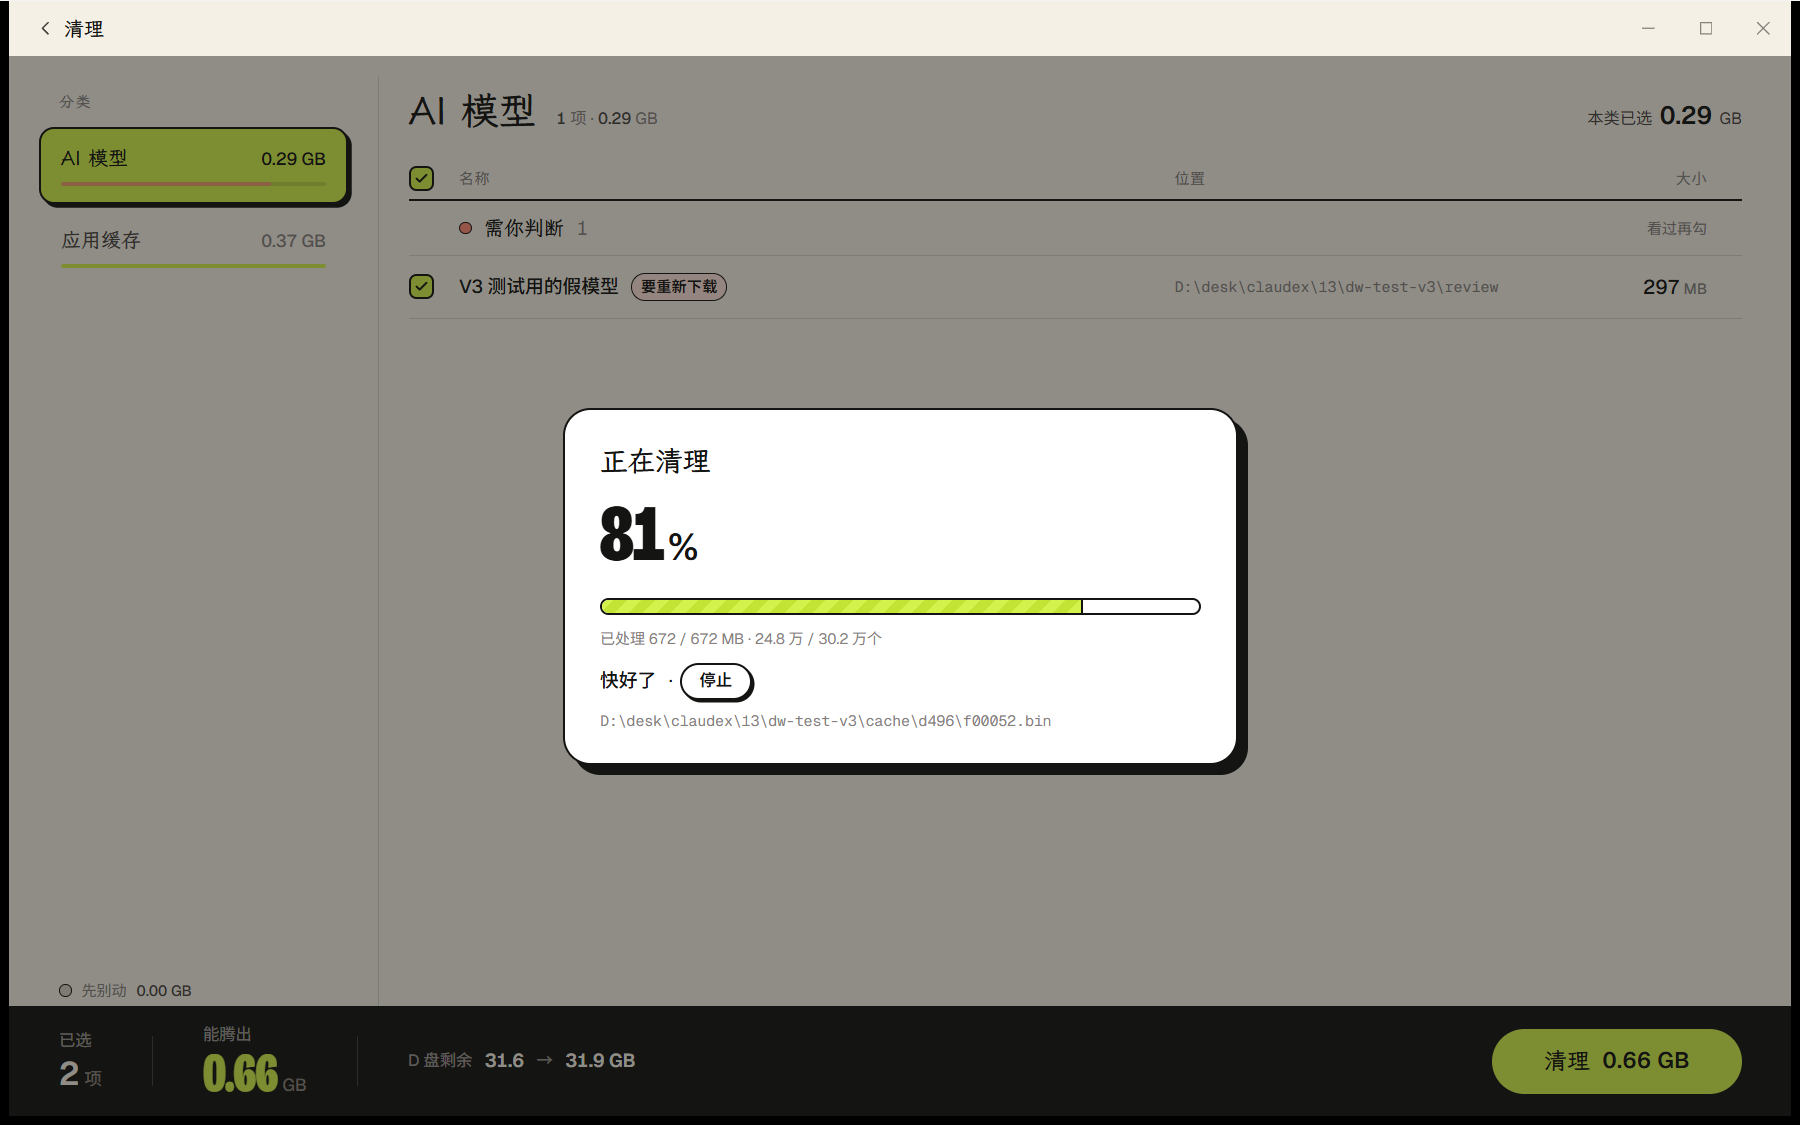 清理
分类
AI 模型 0.29 GB
应用缓存 0.37 GB
先别动 0.00 GB
AI 模型 1 项 · 0.29 GB
本类已选 0.29 GB
名称 位置 大小
需你判断 1 看过再勾
V3 测试用的假模型 要重新下载 D:\desk\claudex\13\dw-test-v3\review 297 MB
正在清理
81%
已处理 672 / 672 MB · 24.8 万 / 30.2 万个
快好了 · 停止
D:\desk\claudex\13\dw-test-v3\cache\d496\f00052.bin
已选
2 项
能腾出
0.66 GB
D 盘剩余 31.6 → 31.9 GB
清理 0.66 GB